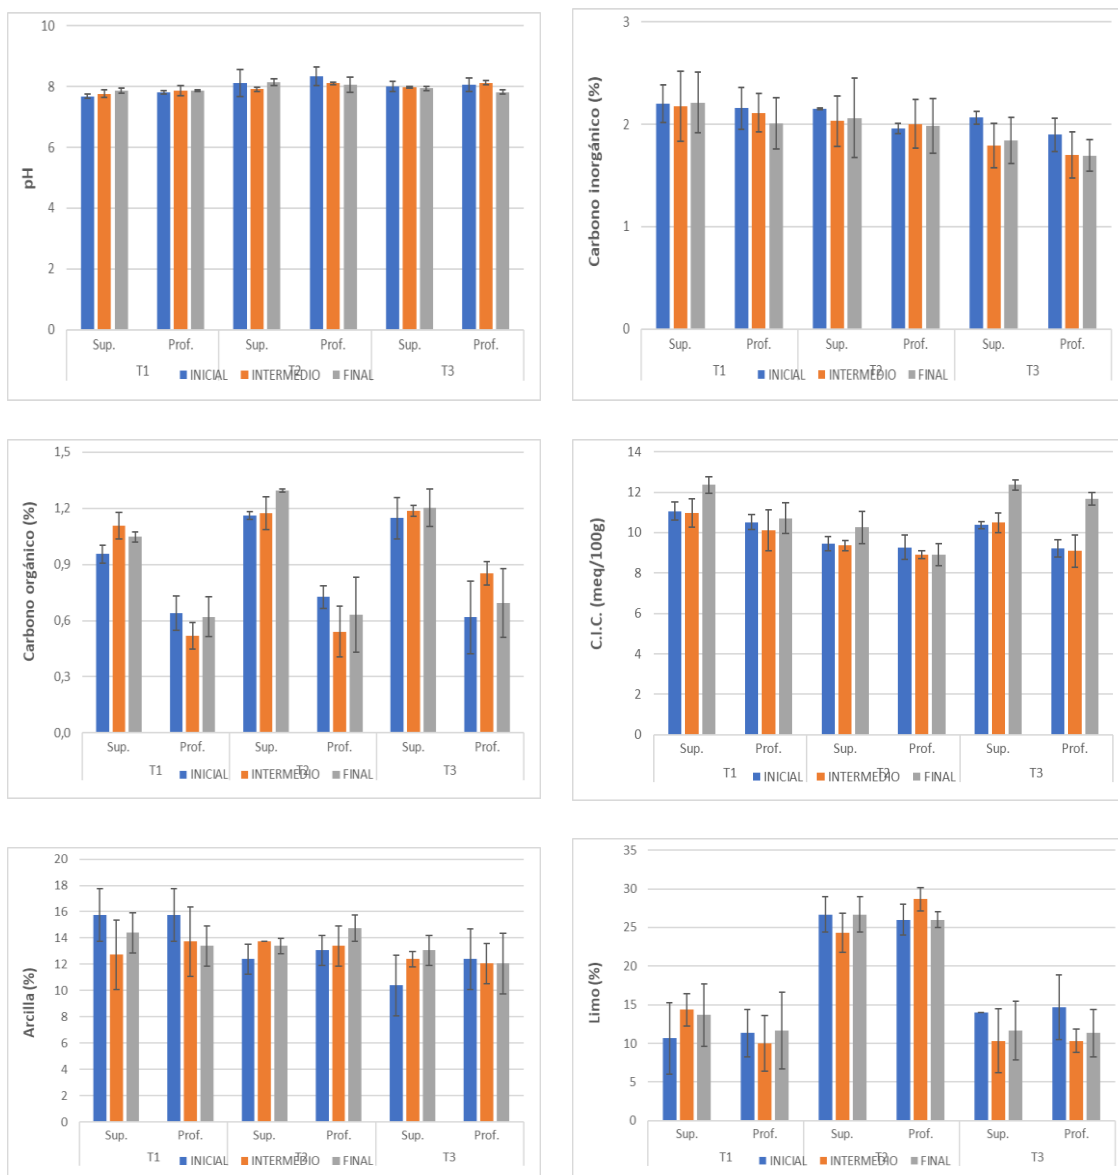 pH
10
8
6
4
2
0
Sup. Prof. Sup. Prof. Sup. Prof.
T1 T2 T3
INICIAL INTERMEDIO FINAL
Carbono inorgánico (%)
3
2
1
0
Sup. Prof. Sup. Prof. Sup. Prof.
T1 T2 T3
INICIAL INTERMEDIO FINAL
Carbono orgánico (%)
1,5
1,2
0,9
0,6
0,3
0,0
Sup. Prof. Sup. Prof. Sup. Prof.
T1 T2 T3
INICIAL INTERMEDIO FINAL
C.I.C. (meq/100g)
14
12
10
8
6
4
2
0
Sup. Prof. Sup. Prof. Sup. Prof.
T1 T2 T3
INICIAL INTERMEDIO FINAL
Arcilla (%)
20
18
16
14
12
10
8
6
4
2
0
Sup. Prof. Sup. Prof. Sup. Prof.
T1 T2 T3
INICIAL INTERMEDIO FINAL
Limo (%)
35
30
25
20
15
10
5
0
Sup. Prof. Sup. Prof. Sup. Prof.
T1 T2 T3
INICIAL INTERMEDIO FINAL